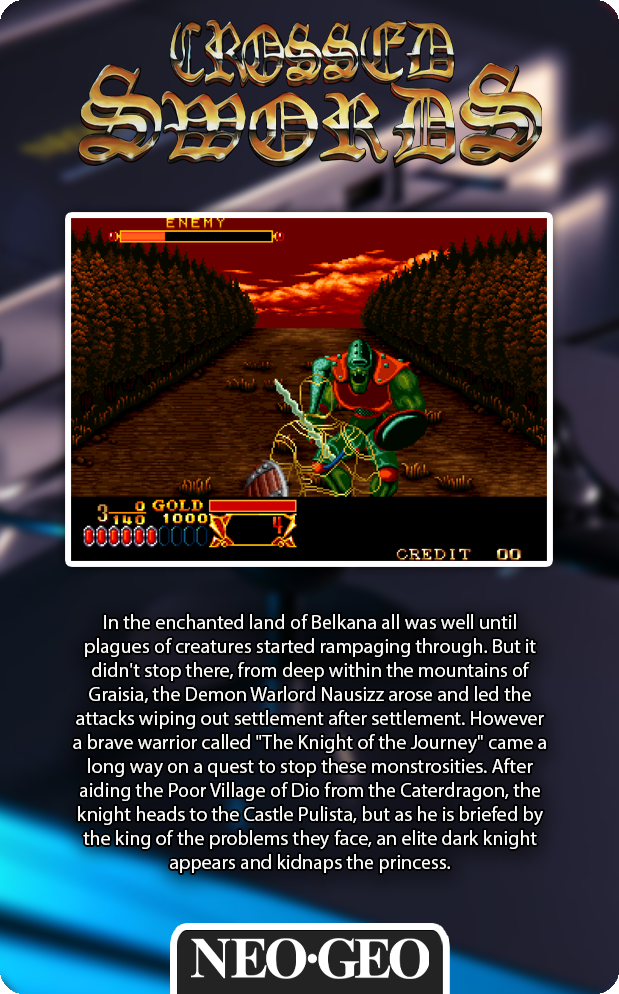 CROSSED
SWORDS
ENEMY
3 0 GOLD
140 1000 4
CREDIT 00
In the enchanted land of Belkana all was well until
plagues of creatures started rampaging through. But it
didn't stop there, from deep within the mountains of
Graisia, the Demon Warlord Nausizz arose and led the
attacks wiping out settlement after settlement. However
a brave warrior called "The Knight of the Journey" came a
long way on a quest to stop these monstrosities. After
aiding the Poor Village of Dio from the Caterdragon, the
knight heads to the Castle Pulista, but as he is briefed by
the king of the problems they face, an elite dark knight
appears and kidnaps the princess.
NEO•GEO